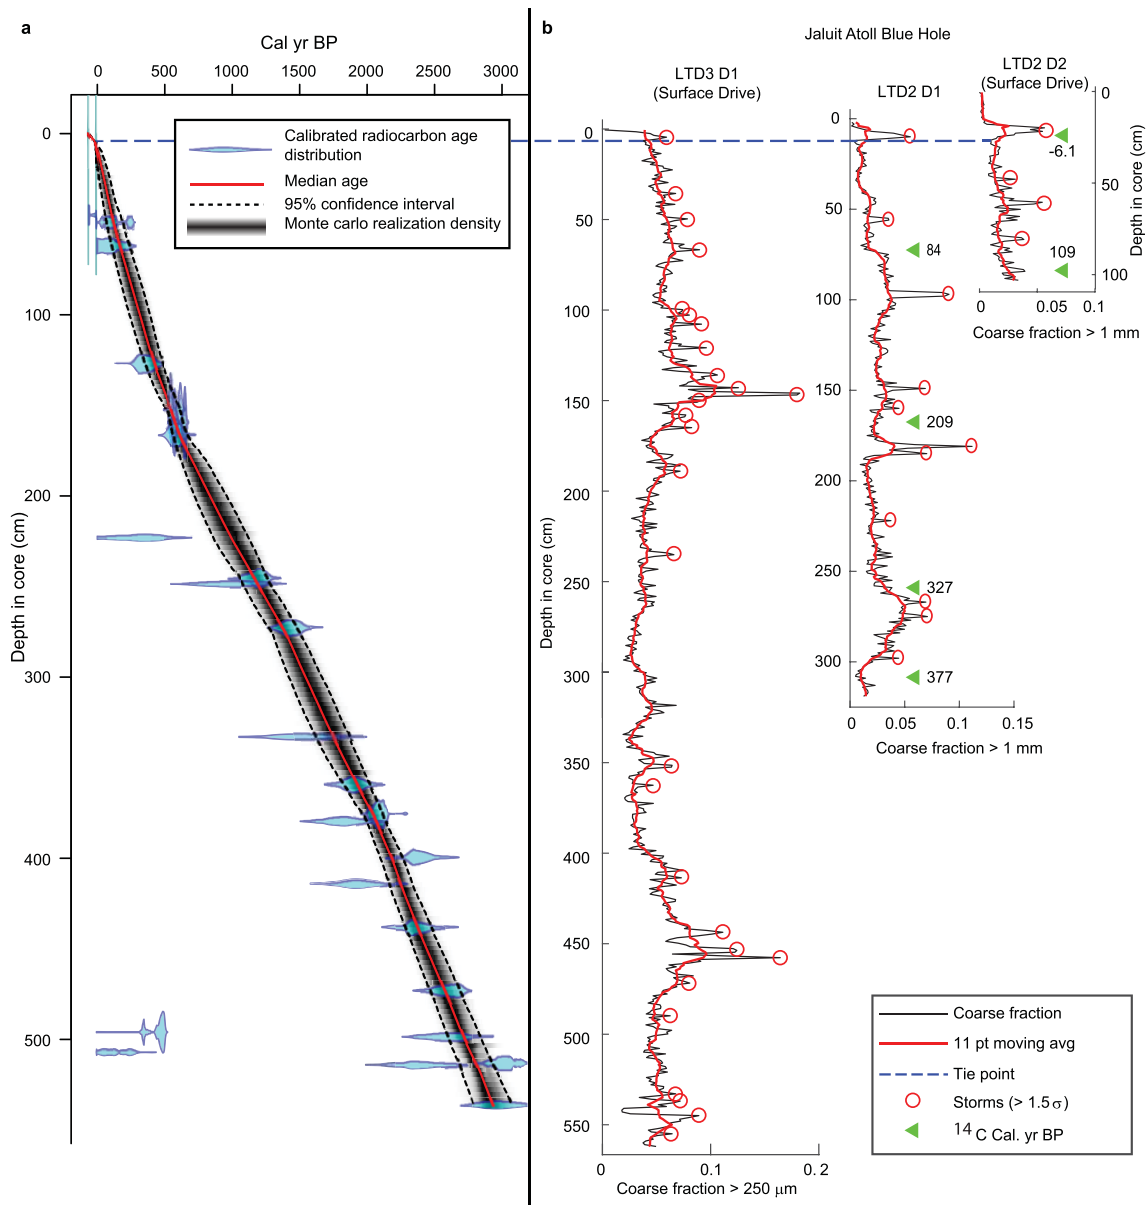 a
Cal yr BP
0 500 1000 1500 2000 2500 3000
Depth in core (cm)
0
100
200
300
400
500
Calibrated radiocarbon age
distribution
Median age
95% confidence interval
Monte carlo realization density
b
Jaluit Atoll Blue Hole
LTD3 D1
(Surface Drive)
Depth in core (cm)
0
50
100
150
200
250
300
350
400
450
500
550
0 0.1 0.2
Coarse fraction > 250 μm
LTD2 D1
0
50
100
150
200
250
300
84
209
327
377
0 0.05 0.1 0.15
Coarse fraction > 1 mm
LTD2 D2
(Surface Drive)
0
50
100
Depth in core (cm)
-6.1
109
0 0.05 0.1
Coarse fraction > 1 mm
Coarse fraction
11 pt moving avg
Tie point
Storms (> 1.5σ)
14C Cal. yr BP